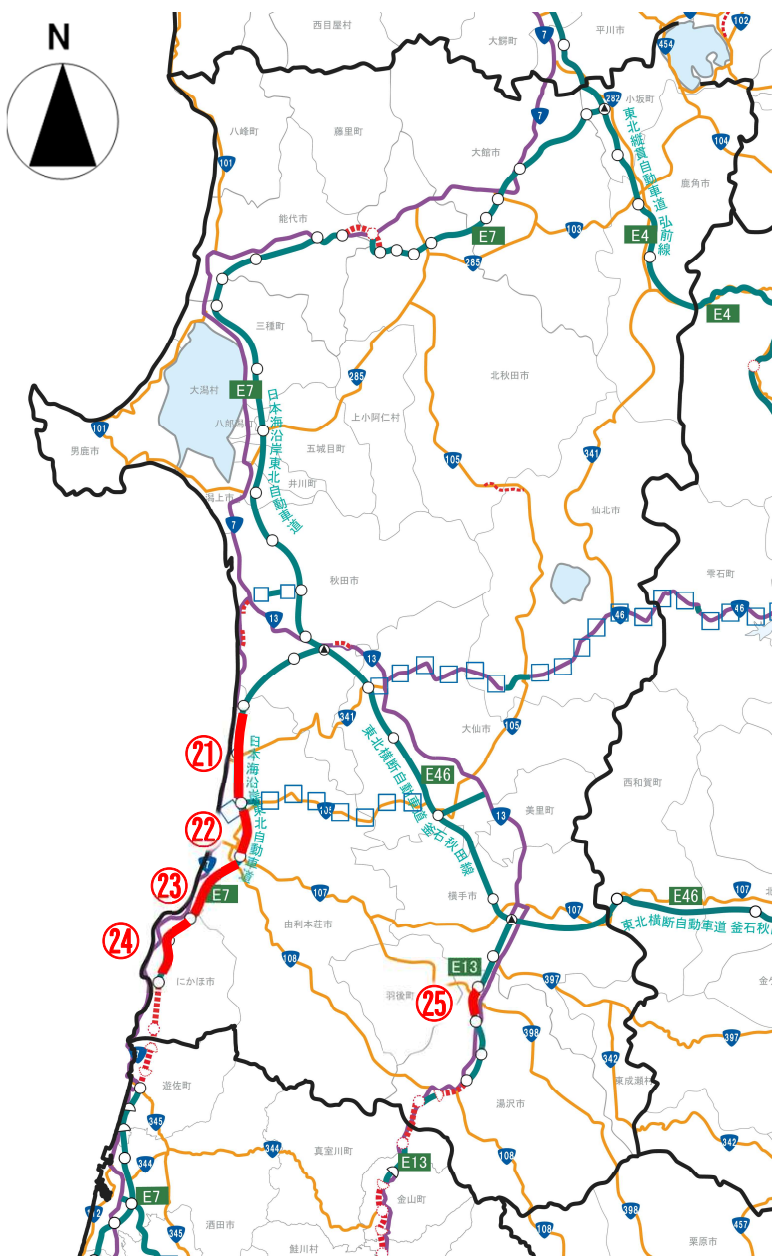 N
西目屋村
大鰐町
平川市
102
7
454
282
小坂町
八峰町
藤里町
7
大館市
東北縦貫自動車道 弘前線
104
101
鹿角市
能代市
103
E7
E4
285
E4
三種町
285
北秋田市
大潟村
E7
日本海沿岸東北自動車道
上小阿仁村
八郎潟町
101
男鹿市
五城目町
105
341
井川町
潟上市
7
仙北市
秋田市
雫石町
13
46
46
13
341
大仙市
105
㉑
日本海沿岸東北自動車道
東北横断自動車道 釜石秋田線
E46
西和賀町
105
13
美里町
㉒
7
㉓
E7
107
横手市
E46
107
由利本荘市
107
東北横断自動車道 釜石秋
㉔
108
E13
にかほ市
羽後町
㉕
397
398
397
342
7
東成瀬村
遊佐町
湯沢市
345
342
真室川町
344
344
108
E13
E7
金山町
398
酒田市
345
108
457
鮭川村
栗原市